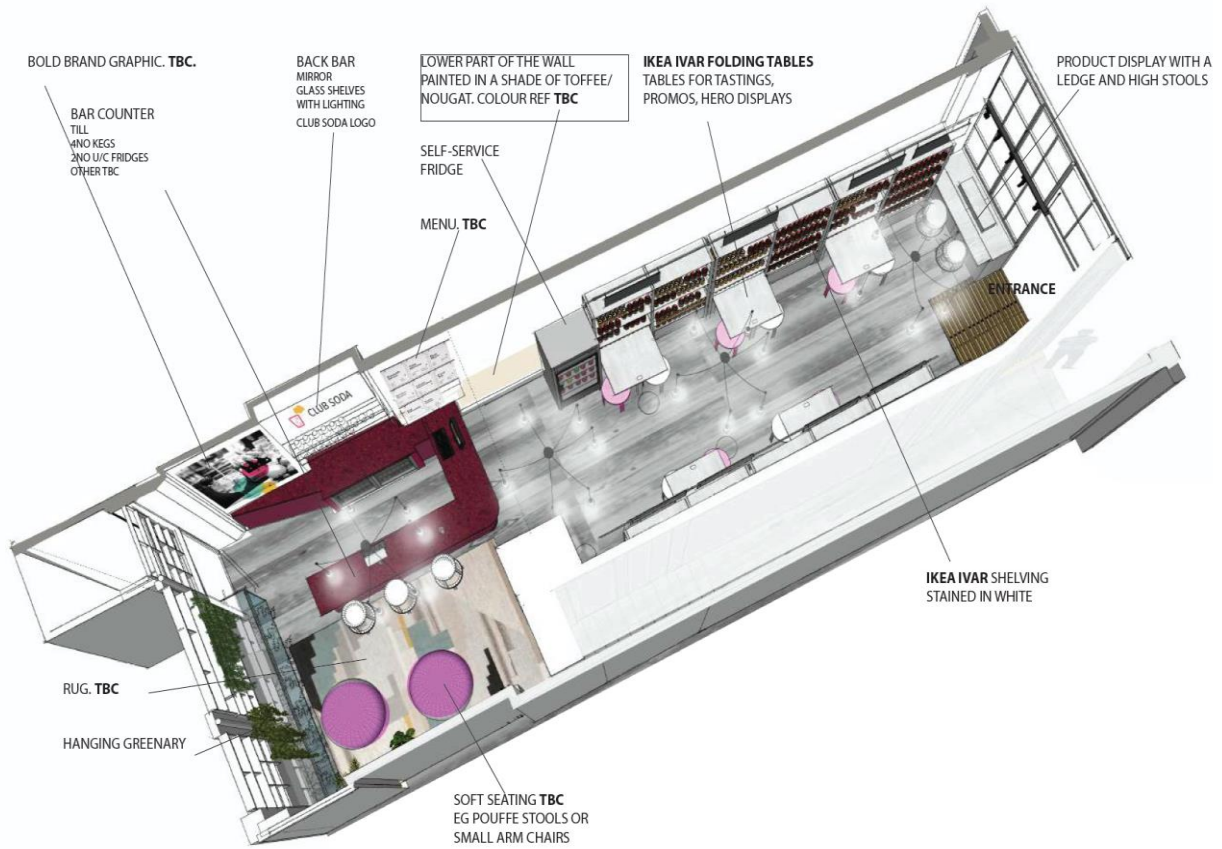 BOLD BRAND GRAPHIC. TBC.
BAR COUNTER
TILL
4NO KEGS
2NO U/C FRIDGES
OTHER TBC
BACK BAR
MIRROR
GLASS SHELVES
WITH LIGHTING
CLUB SODA LOGO
LOWER PART OF THE WALL
PAINTED IN A SHADE OF TOFFEE/
NOUGAT. COLOUR REF TBC
SELF-SERVICE
FRIDGE
MENU. TBC
IKEA IVAR FOLDING TABLES
TABLES FOR TASTINGS,
PROMOS, HERO DISPLAYS
PRODUCT DISPLAY WITH A
LEDGE AND HIGH STOOLS
ENTRANCE
CLUB SODA
IKEA IVAR SHELVING
STAINED IN WHITE
RUG. TBC
HANGING GREENARY
SOFT SEATING TBC
EG POUFFE STOOLS OR
SMALL ARM CHAIRS